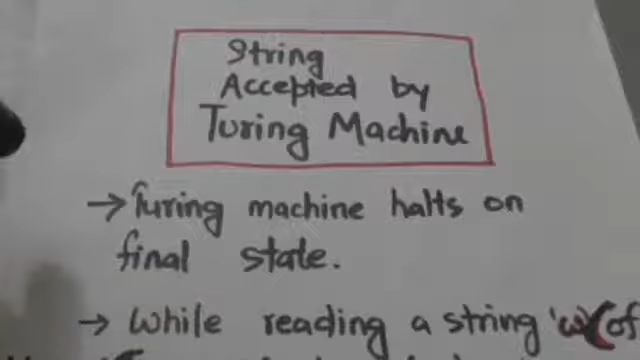 String
Accepted by
Turing Machine
→ Turing machine halts on
final state.
→ While reading a string 'ω' (of